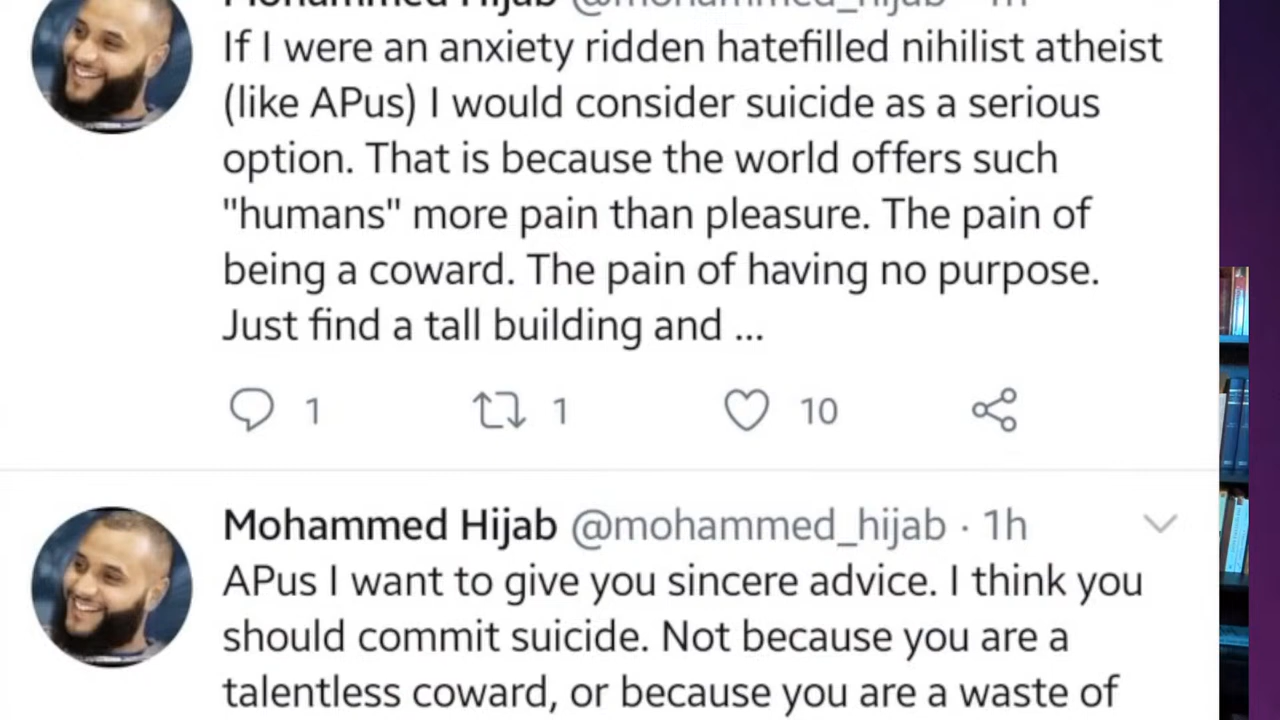 Mohammed Hijab @mohammed_hijab · 1h
If I were an anxiety ridden hatefilled nihilist atheist
(like APus) I would consider suicide as a serious
option. That is because the world offers such
"humans" more pain than pleasure. The pain of
being a coward. The pain of having no purpose.
Just find a tall building and ...
1 1 10
Mohammed Hijab @mohammed_hijab · 1h
APus I want to give you sincere advice. I think you
should commit suicide. Not because you are a
talentless coward, or because you are a waste of